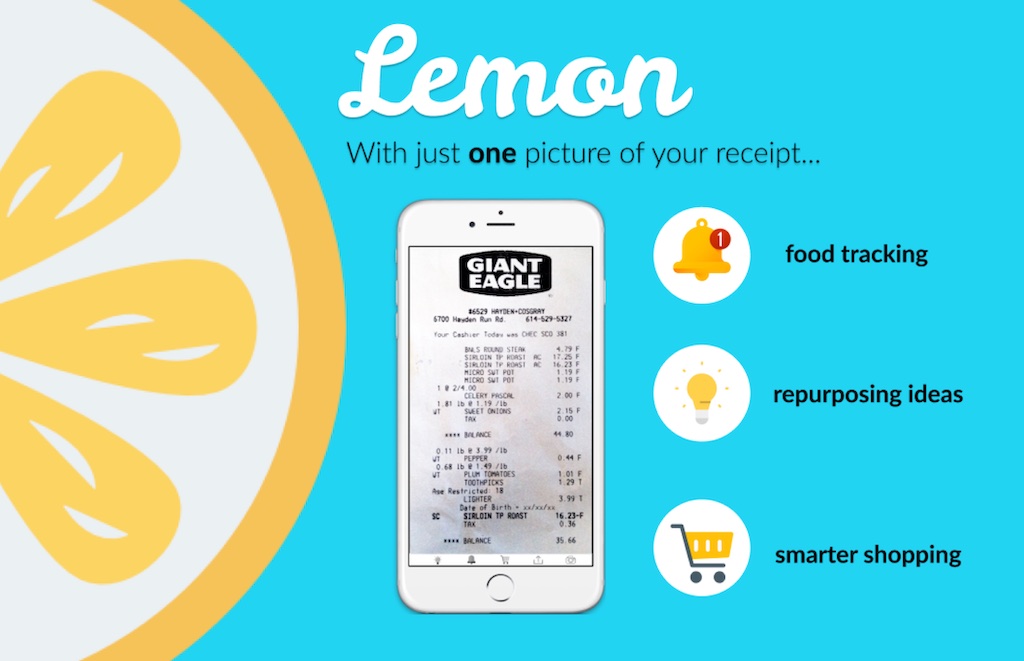 Lemon
With just one picture of your receipt...
GIANT
EAGLE
#6529 HAYDEN-COSGRAY
6700 Hayden Run Rd. 614-529-5327
Your Cashier Today was CHEC SCO 381
BNLS ROUND STEAK 4.79 F
SIRLOIN TP ROAST AC 17.25 F
SIRLOIN TP ROAST AC 16.23 F
MICRO SWT POT 1.19 F
MICRO SWT POT 1.19 F
1 @ 2/4.00
CELERY PASCAL 2.00 F
1.81 lb @ 1.19 /lb
WT SWEET ONIONS 2.15 F
TAX 0.00
**** BALANCE 44.80
0.11 lb @ 3.99 /lb
WT PEPPER 0.44 F
0.68 lb @ 1.49 /lb
WT PLUM TOMATOES 1.01 F
TOOTHPICKS 1.29 T
Age Restricted: 18
LIGHTER 3.99 T
Date of Birth = xx/xx/xx
SC SIRLOIN TP ROAST 16.23-F
TAX 0.36
**** BALANCE 35.66
1
food tracking
repurposing ideas
smarter shopping